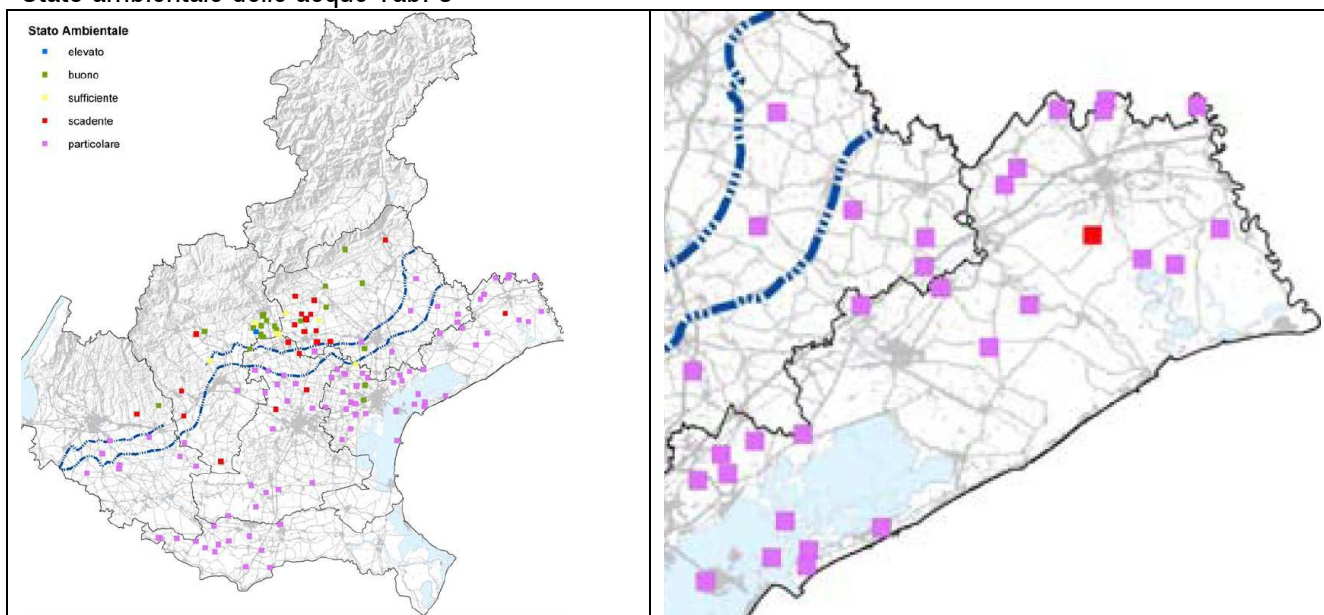 Stato ambientale delle acque Tab. 3
Stato Ambientale
elevato
buono
sufficiente
scadente
particolare